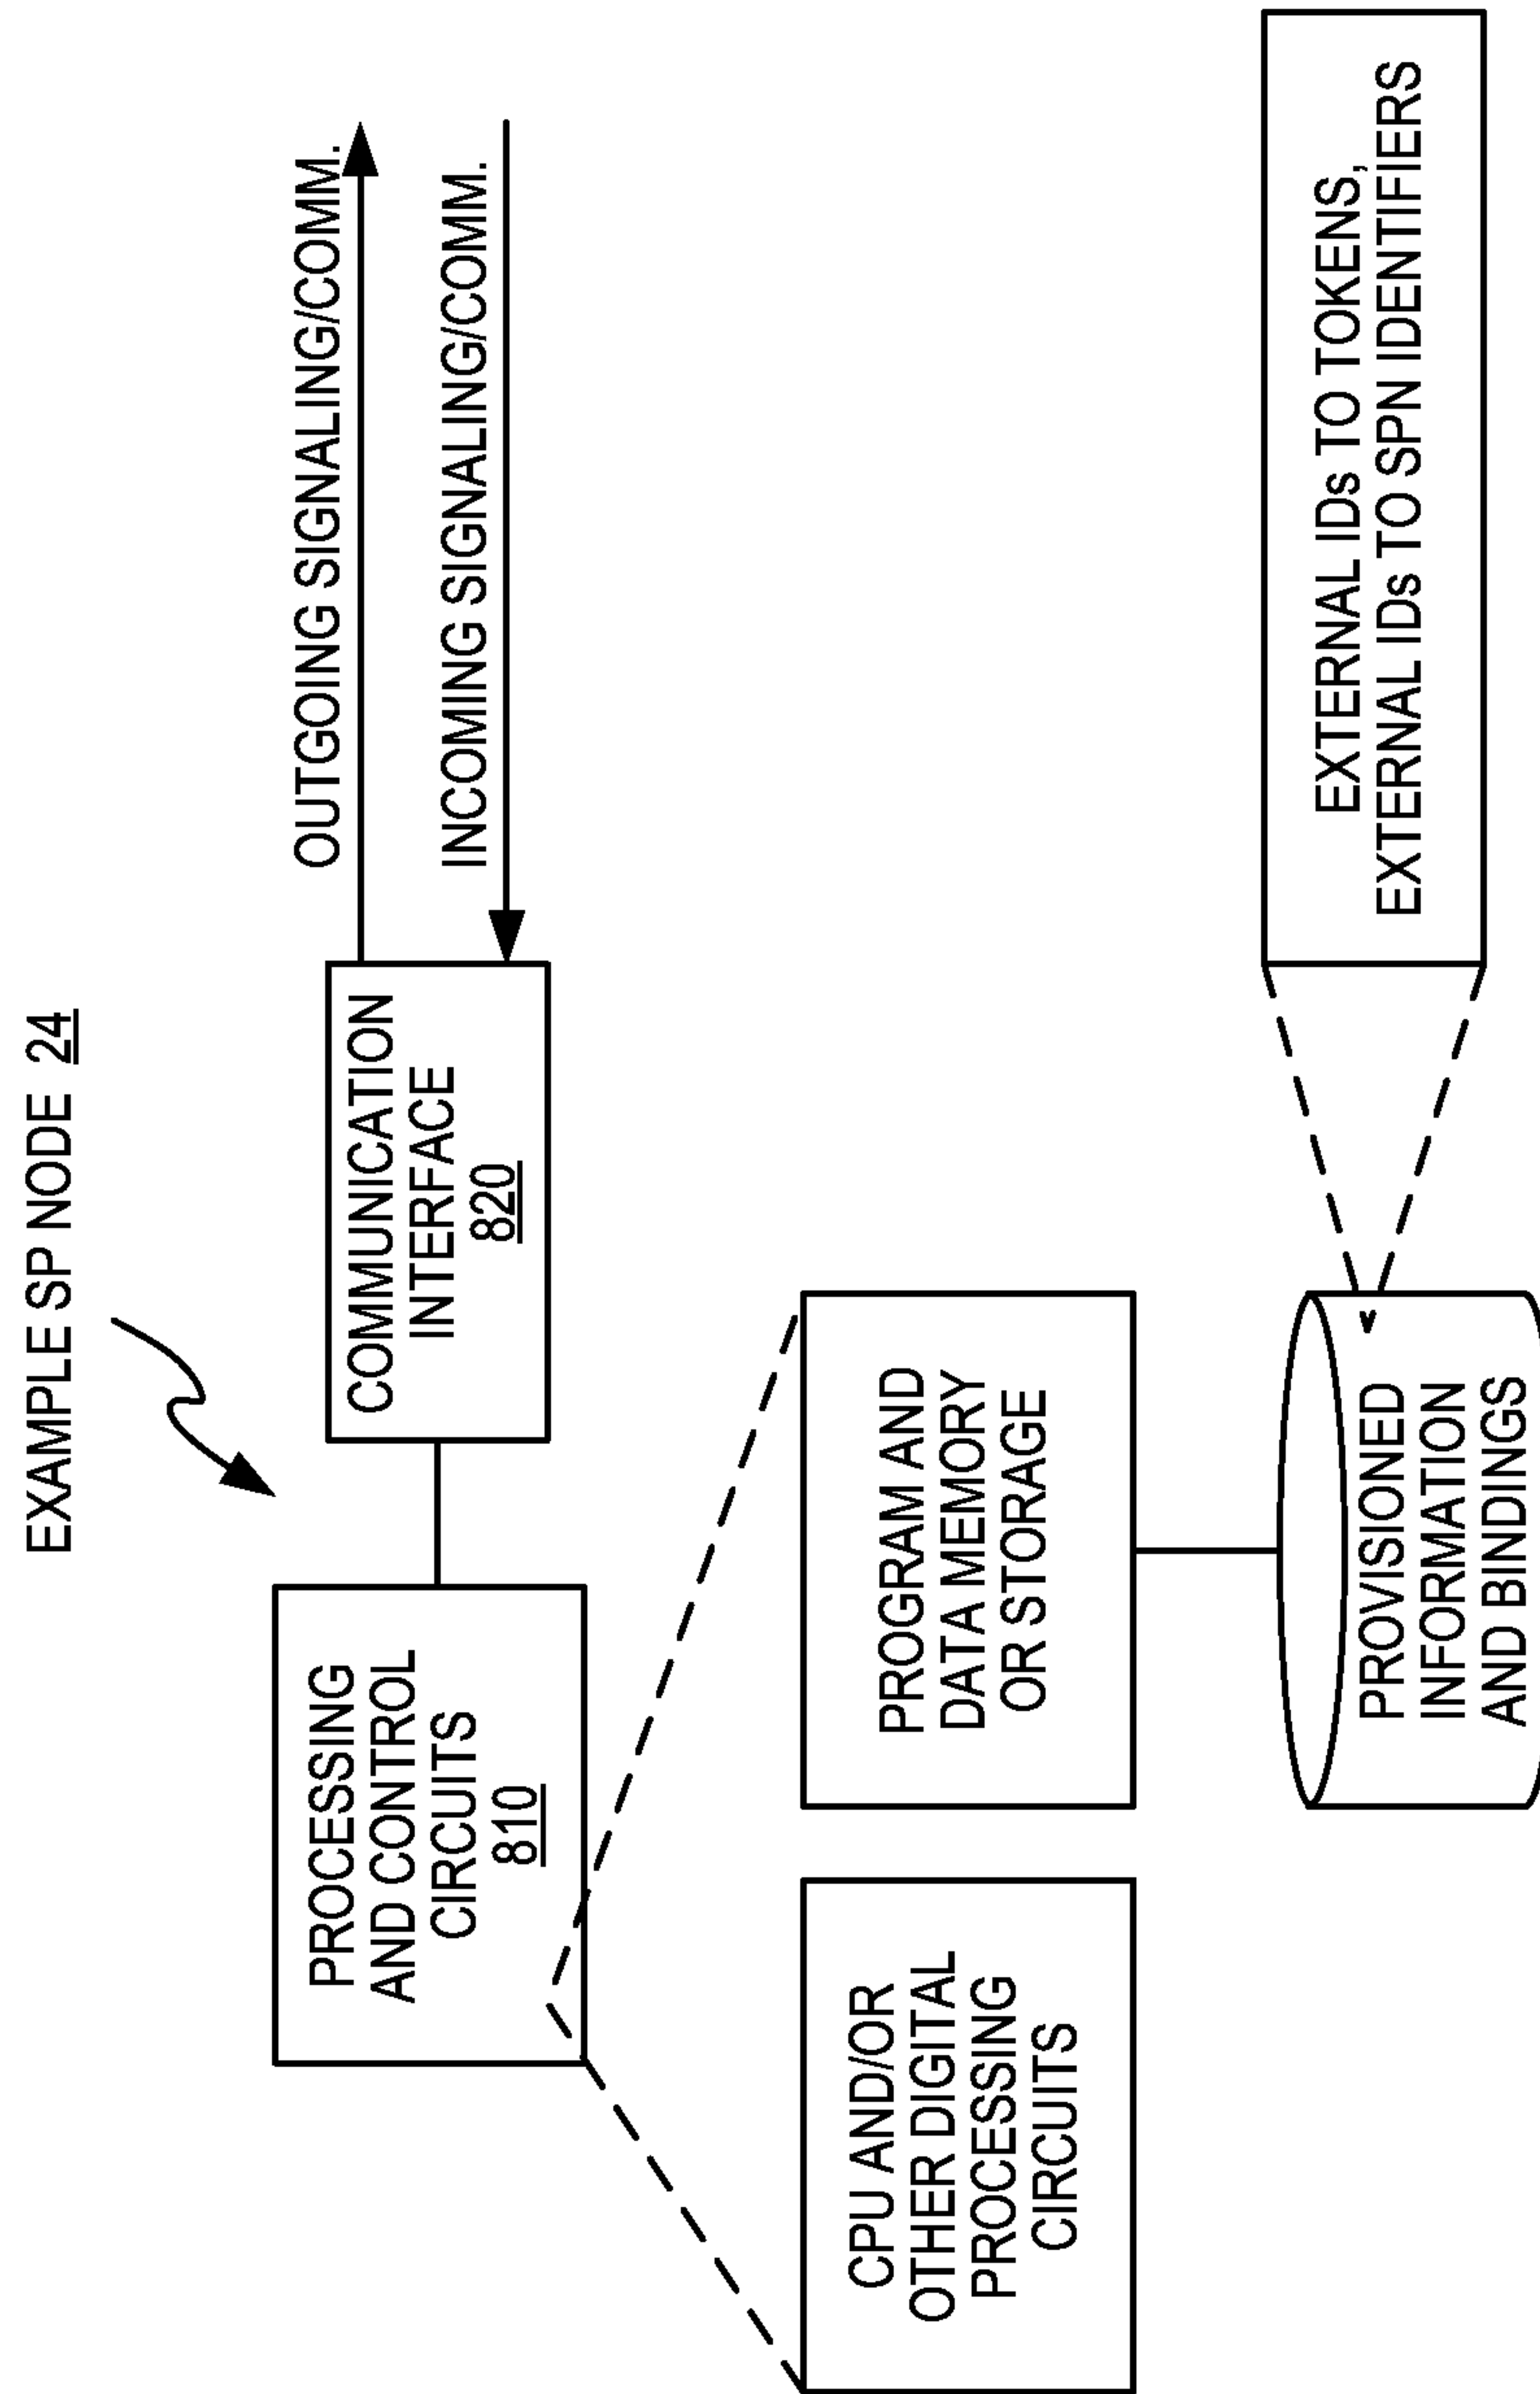 EXAMPLE SP NODE 24
PROCESSING
AND CONTROL
CIRCUITS
810
COMMUNICATION
INTERFACE
820
OUTGOING SIGNALING/COMM.
INCOMING SIGNALING/COMM.
CPU AND/OR
OTHER DIGITAL
PROCESSING
CIRCUITS
PROGRAM AND
DATA MEMORY
OR STORAGE
PROVISIONED
INFORMATION
AND BINDINGS
EXTERNAL IDs TO TOKENS,
EXTERNAL IDs TO SPN IDENTIFIERS